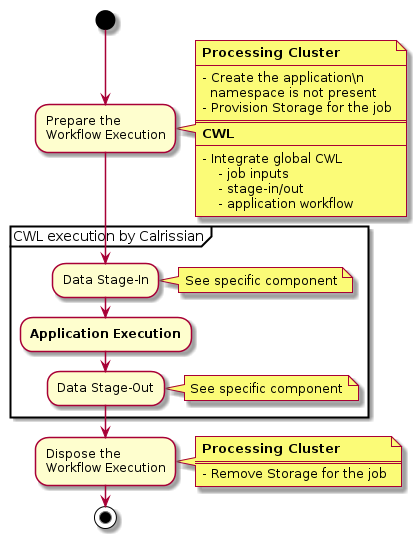 Processing Cluster
- Create the application\n
namespace is not present
- Provision Storage for the job
Prepare the
Workflow Execution
CWL
- Integrate global CWL
- job inputs
- stage-in/out
- application workflow
CWL execution by Calrissian
Data Stage-In
See specific component
Application Execution
Data Stage-Out
See specific component
Dispose the
Workflow Execution
Processing Cluster
- Remove Storage for the job